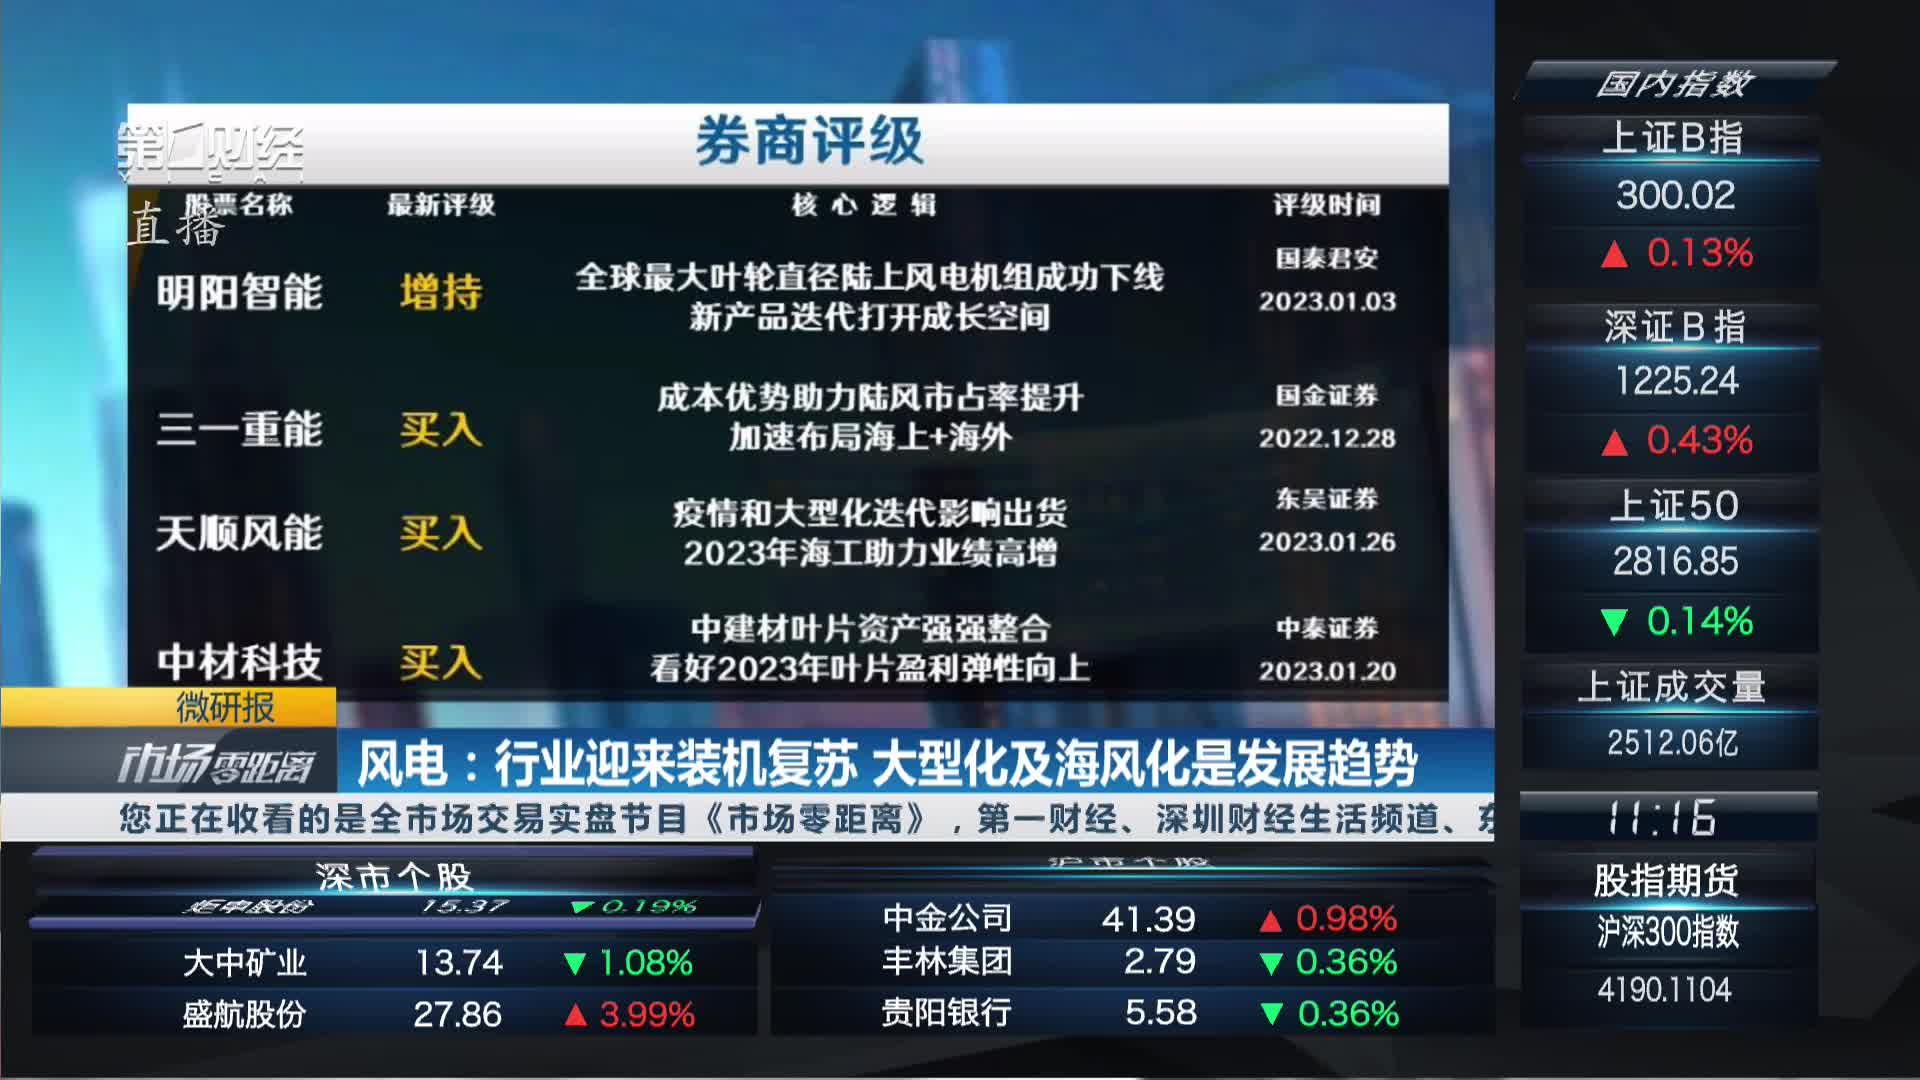 券商评级
第一财经
YICAI
直播
股票名称 最新评级 核心逻辑 评级时间
明阳智能 增持 全球最大叶轮直径陆上风电机组成功下线 国泰君安
新产品迭代打开成长空间 2023.01.03
三一重能 买入 成本优势助力陆风市占率提升 国金证券
加速布局海上+海外 2022.12.28
天顺风能 买入 疫情和大型化迭代影响出货 东吴证券
2023年海工助力业绩高增 2023.01.26
中材科技 买入 中建材叶片资产强强整合 中泰证券
看好2023年叶片盈利弹性向上 2023.01.20
微研报
市场零距离
风电：行业迎来装机复苏 大型化及海风化是发展趋势
您正在收看的是全市场交易实盘节目《市场零距离》，第一财经、深圳财经生活频道、东
深市个股
炬申股份 15.37 ▼ 0.19%
大中矿业 13.74 ▼ 1.08%
盛航股份 27.86 ▲ 3.99%
沪市个股
中金公司 41.39 ▲ 0.98%
丰林集团 2.79 ▼ 0.36%
贵阳银行 5.58 ▼ 0.36%
国内指数
上证B指
300.02
▲ 0.13%
深证B指
1225.24
▲ 0.43%
上证50
2816.85
▼ 0.14%
上证成交量
2512.06亿
11:16
股指期货
沪深300指数
4190.1104